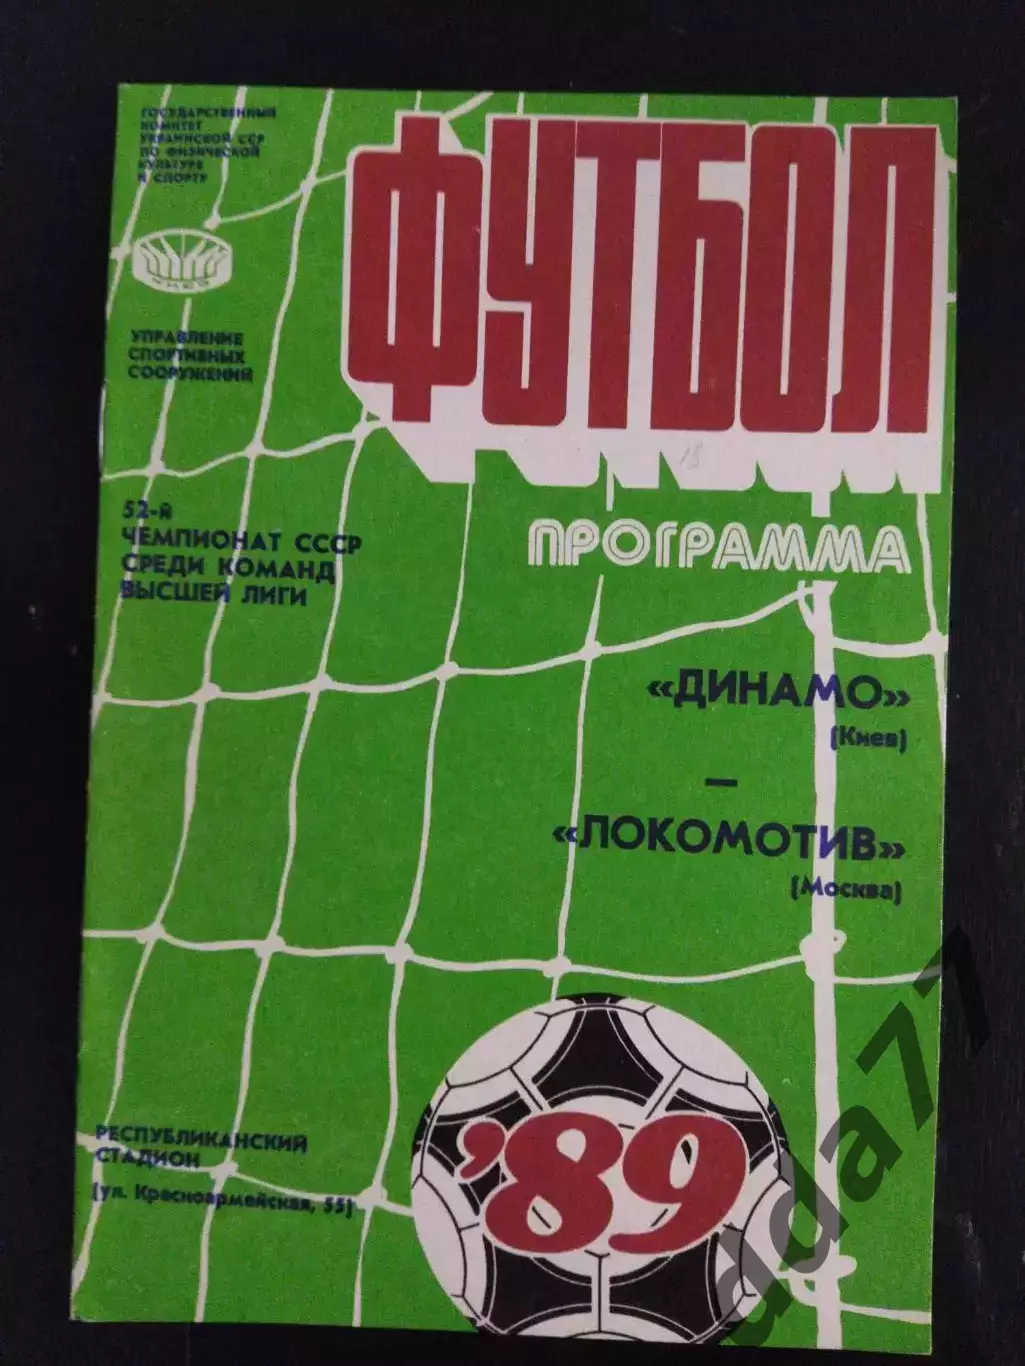 ГОСУДАРСТВЕННЫЙ
КОМИТЕТ
УКРАИНСКОЙ ССР
ПО ФИЗИЧЕСКОЙ
КУЛЬТУРЕ
И СПОРТУ
ФУТБОЛ
УПРАВЛЕНИЕ
СПОРТИВНЫХ
СООРУЖЕНИЙ
52-й
ЧЕМПИОНАТ СССР
СРЕДИ КОМАНД
ВЫСШЕЙ ЛИГИ
ПРОГРАММА
«ДИНАМО»
(Киев)
—
«ЛОКОМОТИВ»
(Москва)
'89
РЕСПУБЛИКАНСКИЙ
СТАДИОН
(ул. Красноармейская, 55)
dda77